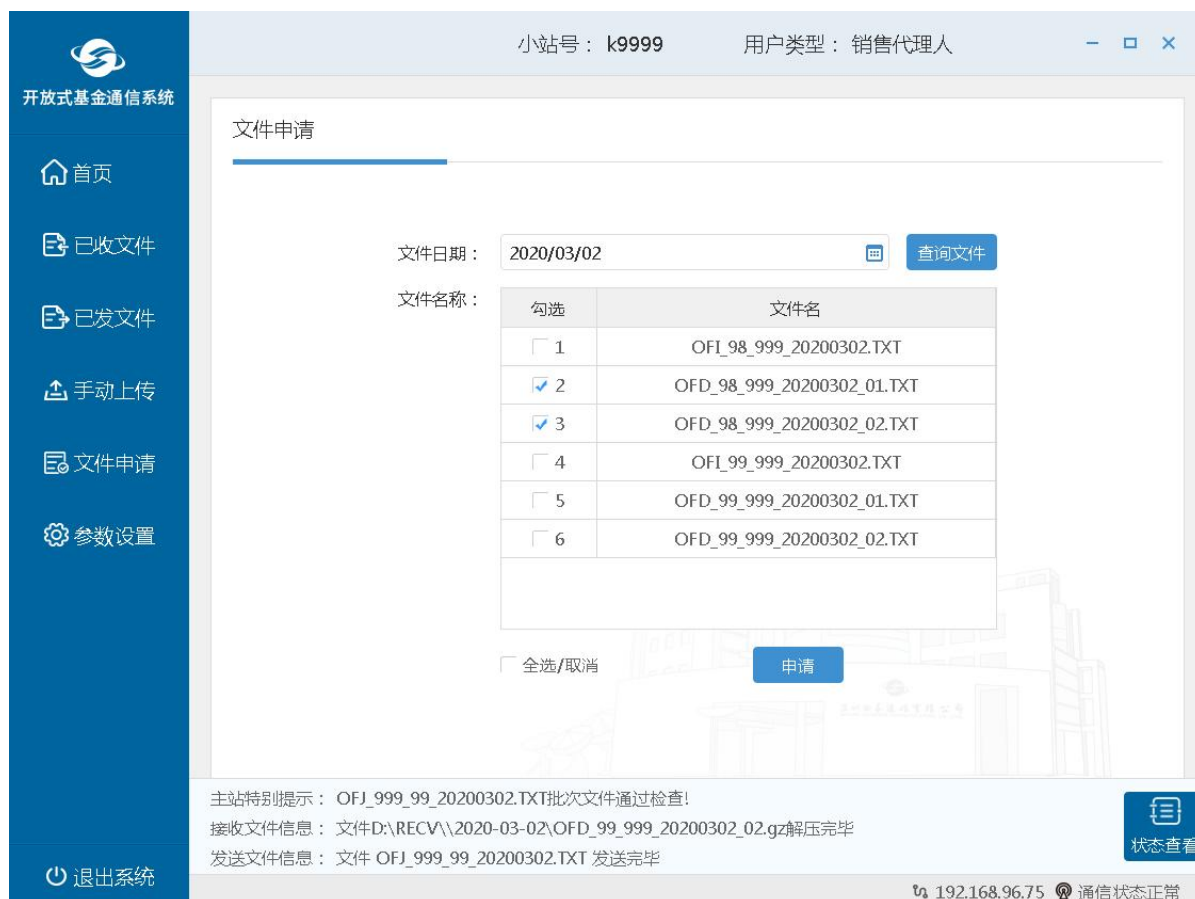 小站号： k9999 用户类型： 销售代理人
开放式基金通信系统
首页
已收文件
已发文件
手动上传
文件申请
参数设置
退出系统
文件申请
文件日期： 2020/03/02 查询文件
文件名称：
勾选 文件名
1 OFI_98_999_20200302.TXT
2 OFD_98_999_20200302_01.TXT
3 OFD_98_999_20200302_02.TXT
4 OFI_99_999_20200302.TXT
5 OFD_99_999_20200302_01.TXT
6 OFD_99_999_20200302_02.TXT
全选/取消 申请
主站特别提示： OFJ_999_99_20200302.TXT批次文件通过检查!
接收文件信息： 文件D:\RECV\\2020-03-02\OFD_99_999_20200302_02.gz解压完毕
发送文件信息： 文件 OFJ_999_99_20200302.TXT 发送完毕
状态查看
192.168.96.75 通信状态正常